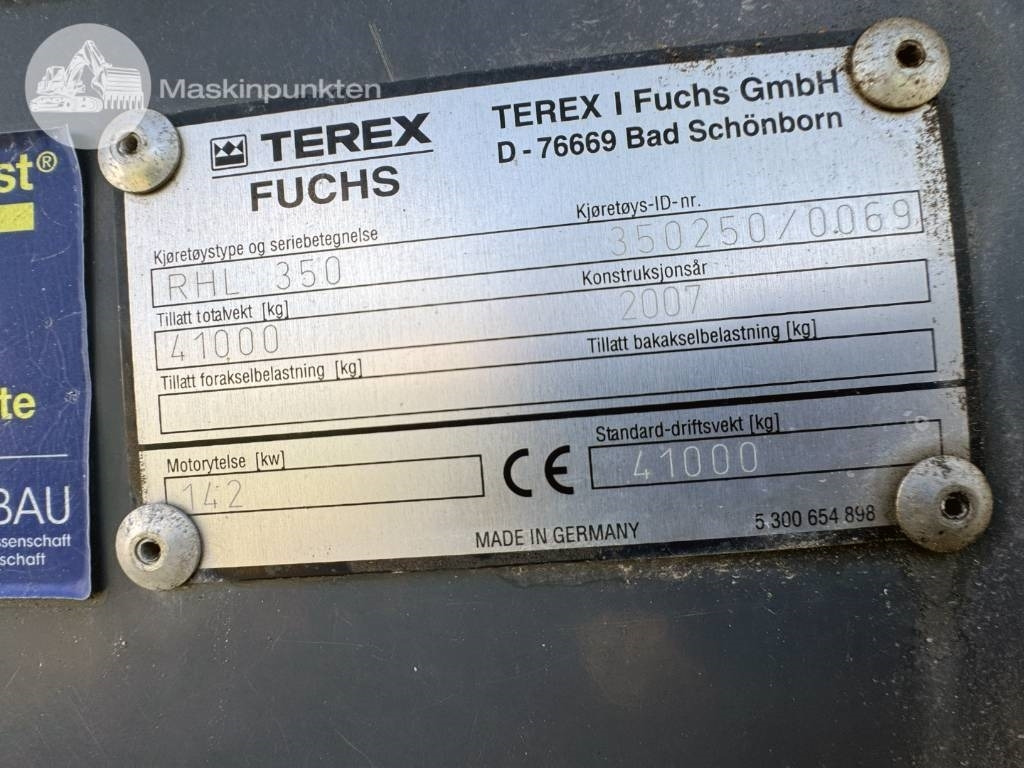 Maskinpunkten
st®
te
BAU
ssenschaft
schaft
TEREX
FUCHS
TEREX I Fuchs GmbH
D - 76669 Bad Schönborn
Kjøretøystype og seriebetegnelse Kjøretøys-ID-nr.
RHL 350 350250/0069
Tillatt totalvekt [kg] Konstruksjonsår
41000 2007
Tillatt forakselbelastning [kg] Tillatt bakakselbelastning [kg]
Motorytelse [kw] Standard-driftsvekt [kg]
142 CE 41000
MADE IN GERMANY 5 300 654 898